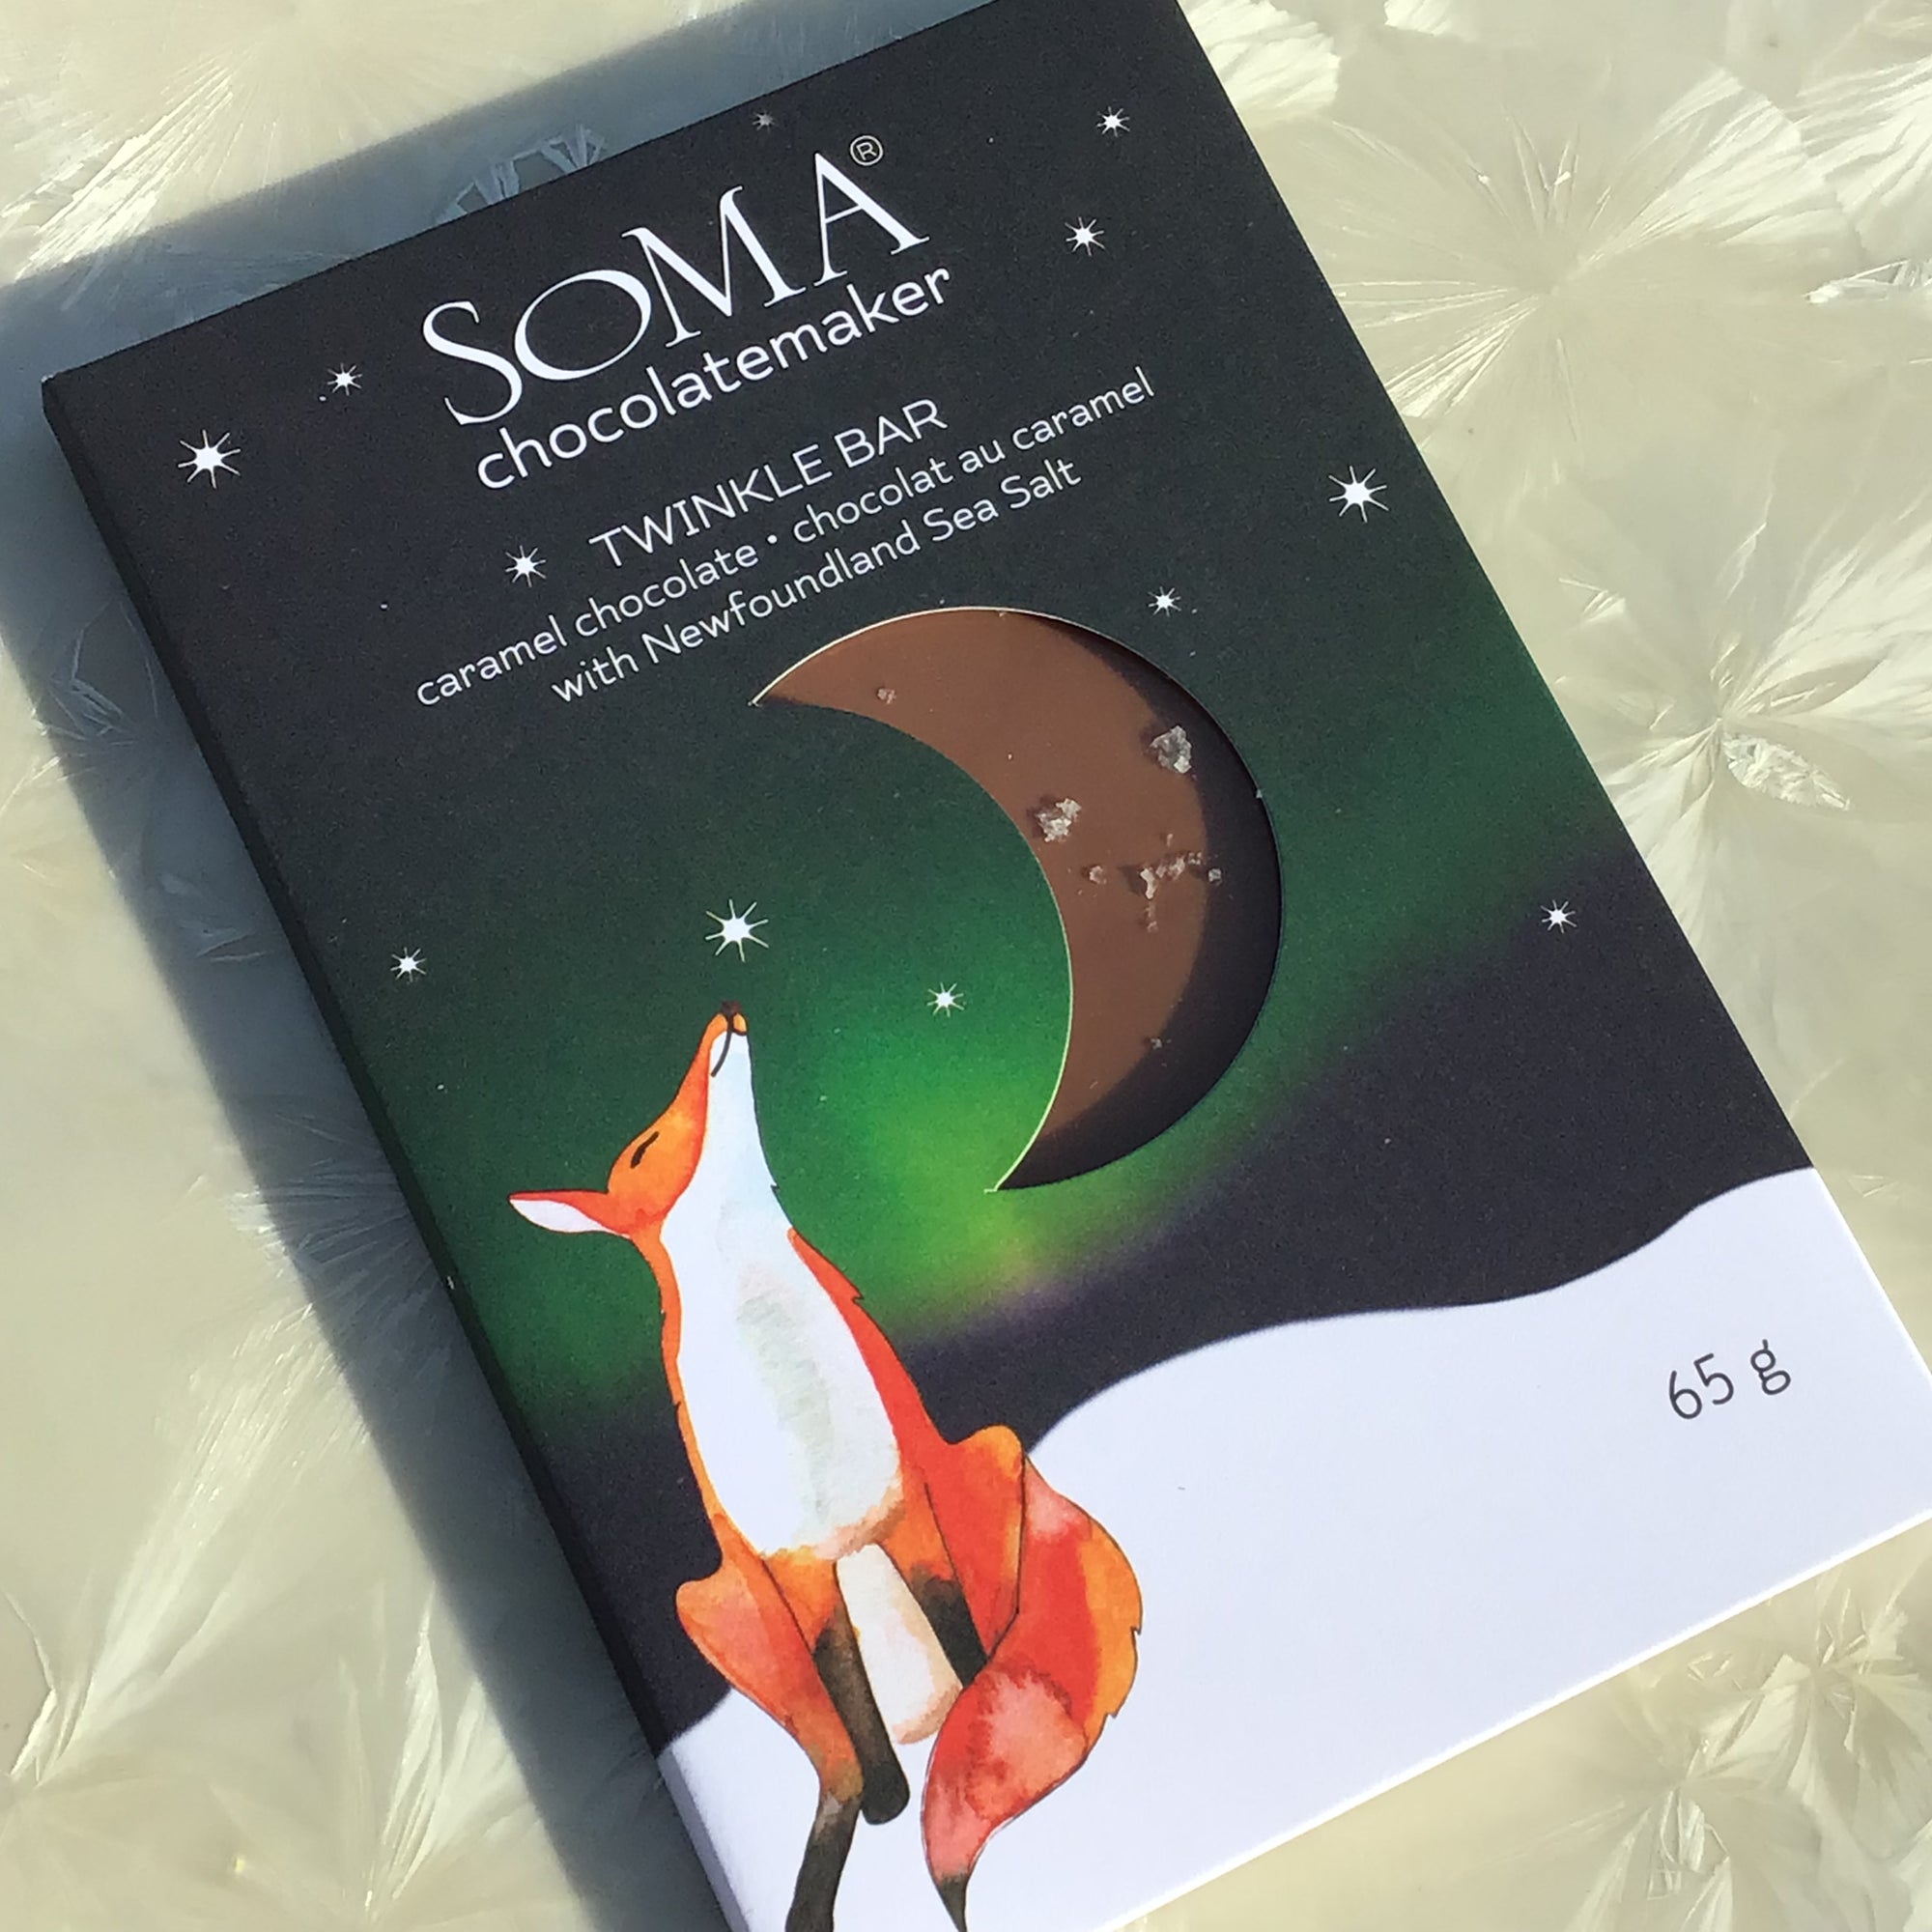 SOMA®
chocolatemaker
TWINKLE BAR
caramel chocolate • chocolat au caramel
with Newfoundland Sea Salt
65 g